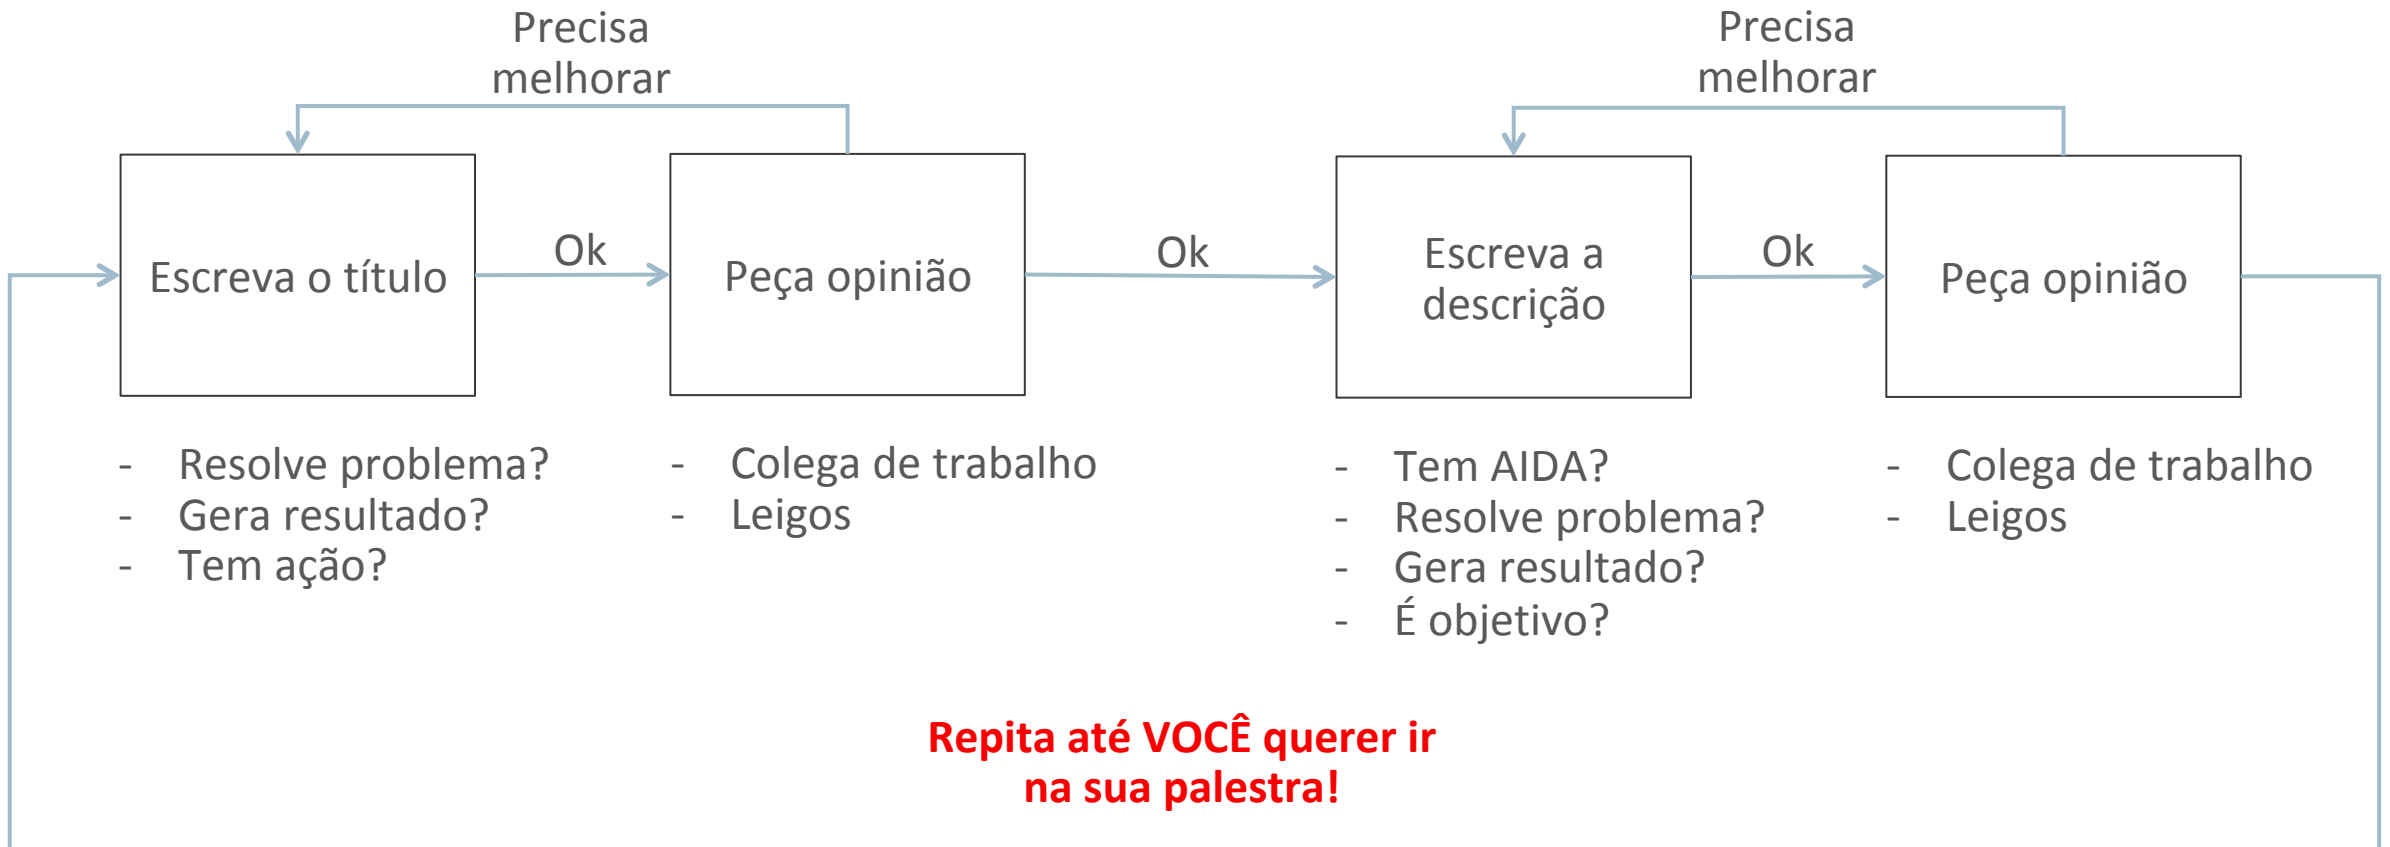 Precisa
melhorar
Precisa
melhorar
Escreva o título
Ok
Peça opinião
Ok
Escreva a
descrição
Ok
Peça opinião
- Resolve problema?
- Gera resultado?
- Tem ação?
- Colega de trabalho
- Leigos
- Tem AIDA?
- Resolve problema?
- Gera resultado?
- É objetivo?
- Colega de trabalho
- Leigos
Repita até VOCÊ querer ir
na sua palestra!